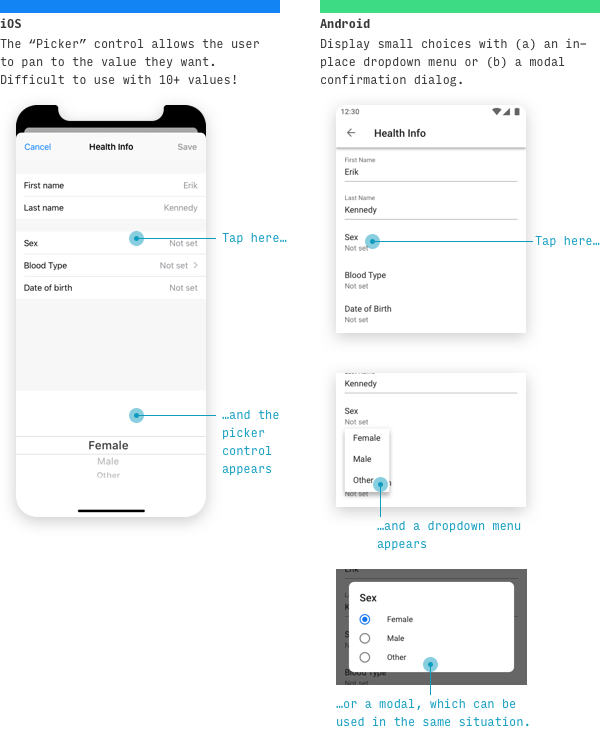 iOS
The “Picker” control allows the user
to pan to the value they want.
Difficult to use with 10+ values!
Cancel
Health Info
Save
First name
Erik
Last name
Kennedy
Sex
Not set
Tap here…
Blood Type
Not set
Date of birth
Not set
…and the
picker
control
appears
Female
Male
Other
Android
Display small choices with (a) an in-
place dropdown menu or (b) a modal
confirmation dialog.
12:30
Health Info
First Name
Erik
Last Name
Kennedy
Sex
Not set
Tap here…
Blood Type
Not set
Date of Birth
Not set
Last Name
Kennedy
Sex
Not set
Female
Male
Other
Not set
…and a dropdown menu
appears
Erik
Sex
Female
Male
Other
Blood Type
Not set
…or a modal, which can be
used in the same situation.